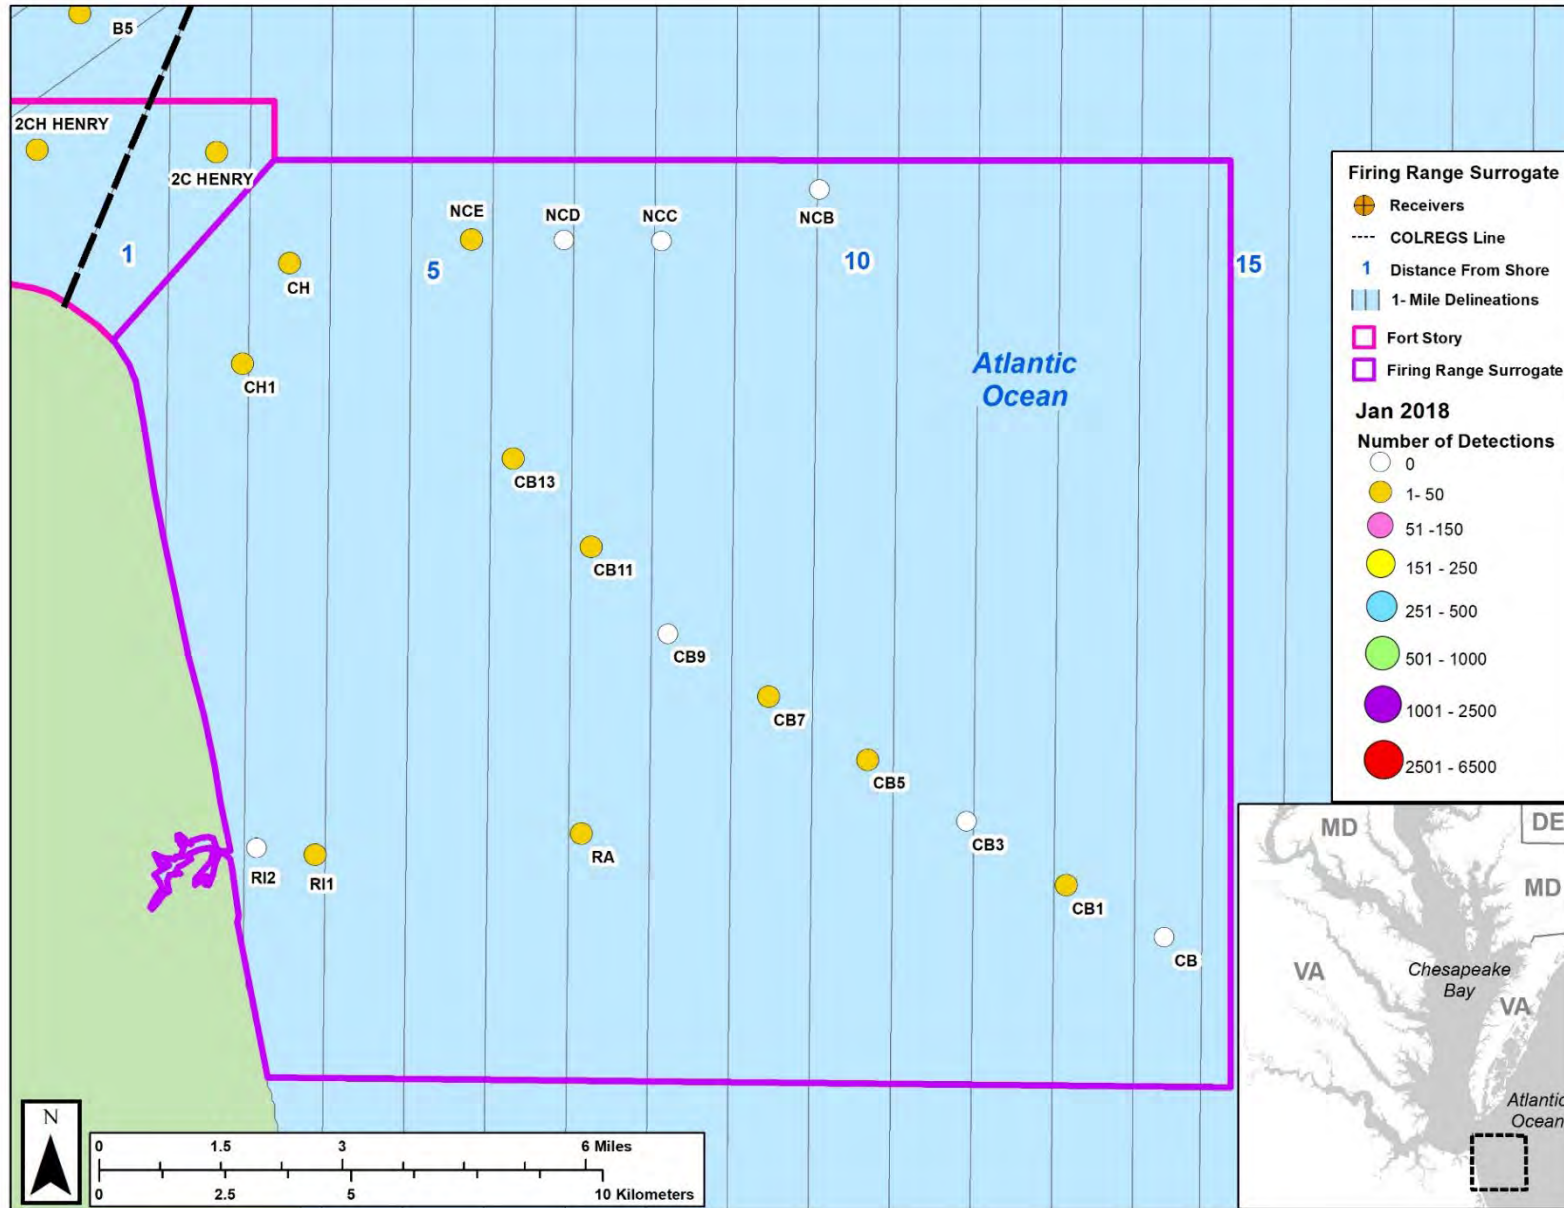 B5
2CH HENRY
2C HENRY
NCE
NCD
NCC
NCB
1
5
10
15
CH
CH1
Atlantic
Ocean
CB13
CB11
CB9
CB7
CB5
CB3
CB1
CB
RI2
RI1
RA
Firing Range Surrogate
Receivers
COLREGS Line
1 Distance From Shore
1- Mile Delineations
Fort Story
Firing Range Surrogate
Jan 2018
Number of Detections
0
1- 50
51 -150
151 - 250
251 - 500
501 - 1000
1001 - 2500
2501 - 6500
N
0 1.5 3 6 Miles
0 2.5 5 10 Kilometers
MD
DE
MD
VA
Chesapeake
Bay
VA
Atlantic
Ocean